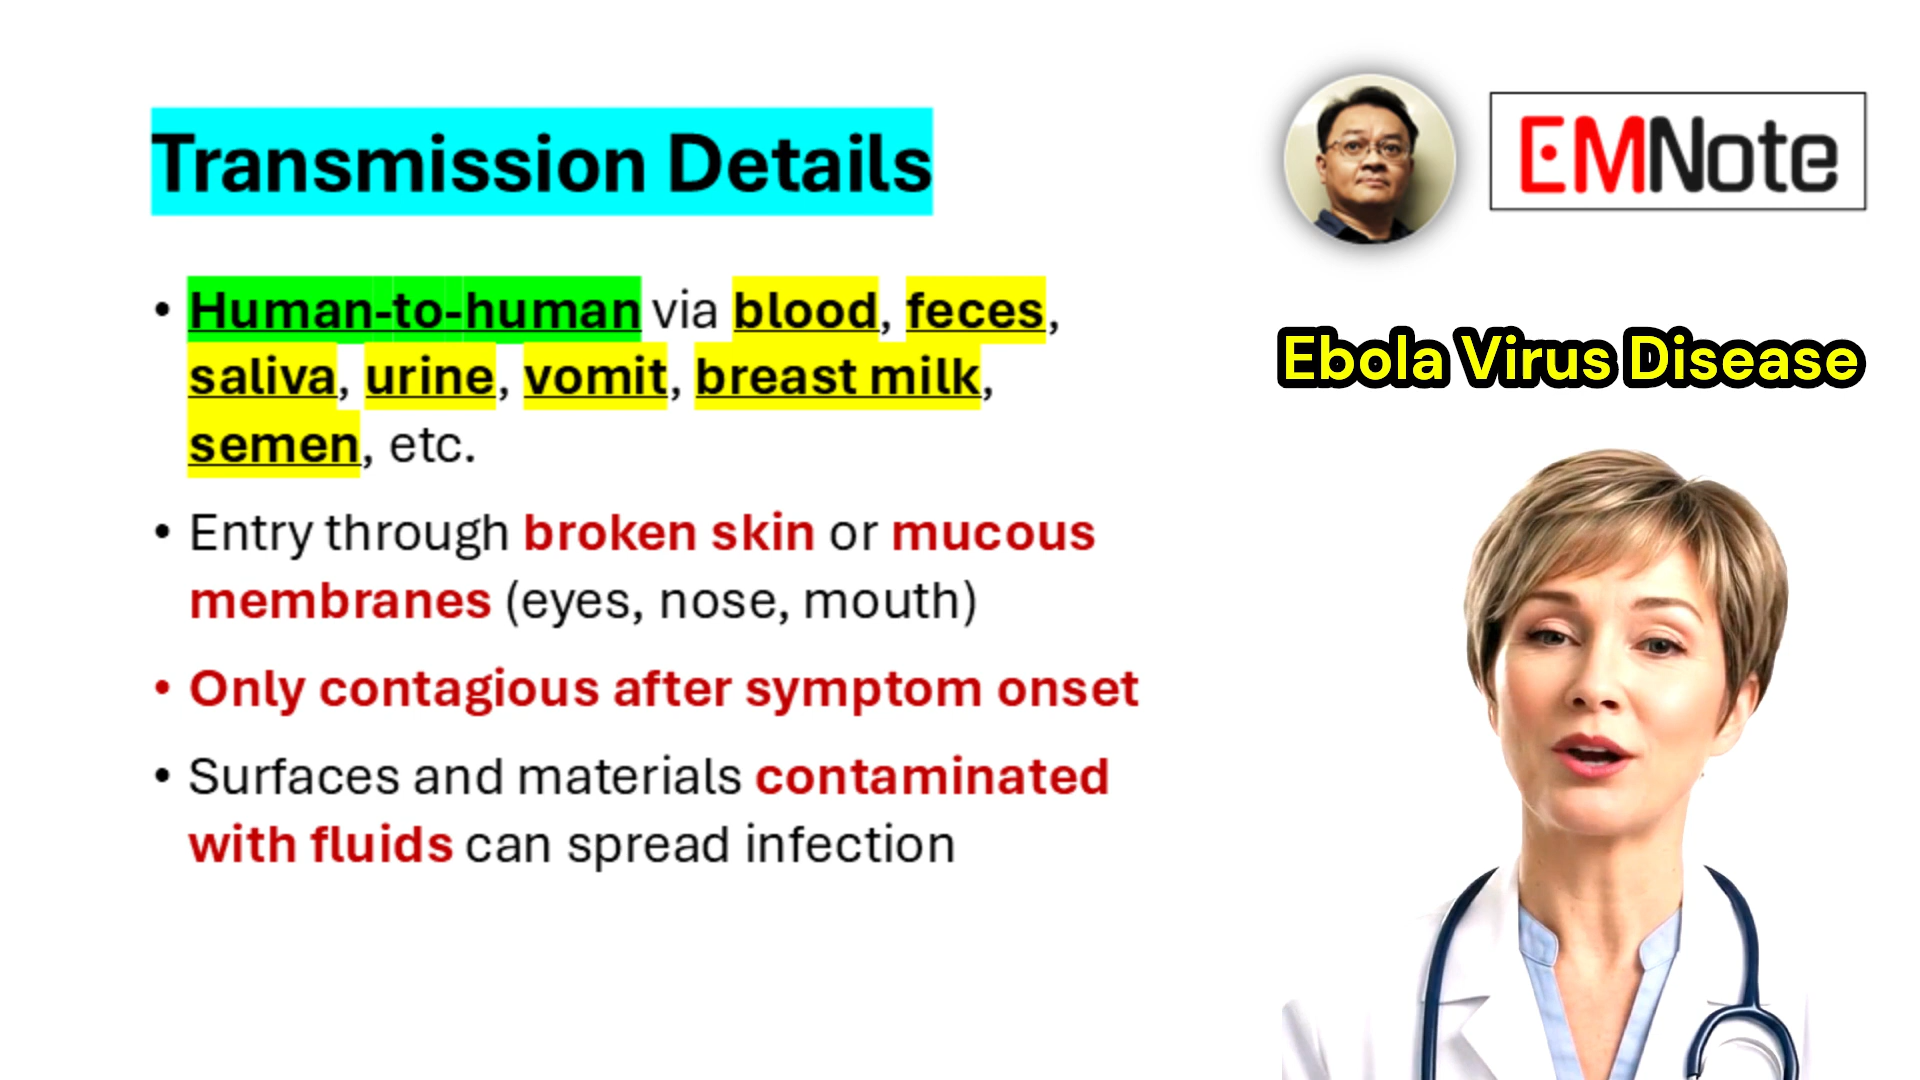 Transmission Details
• Human-to-human via blood, feces,
saliva, urine, vomit, breast milk,
semen, etc.
• Entry through broken skin or mucous
membranes (eyes, nose, mouth)
• Only contagious after symptom onset
• Surfaces and materials contaminated
with fluids can spread infection
EMNote
Ebola Virus Disease